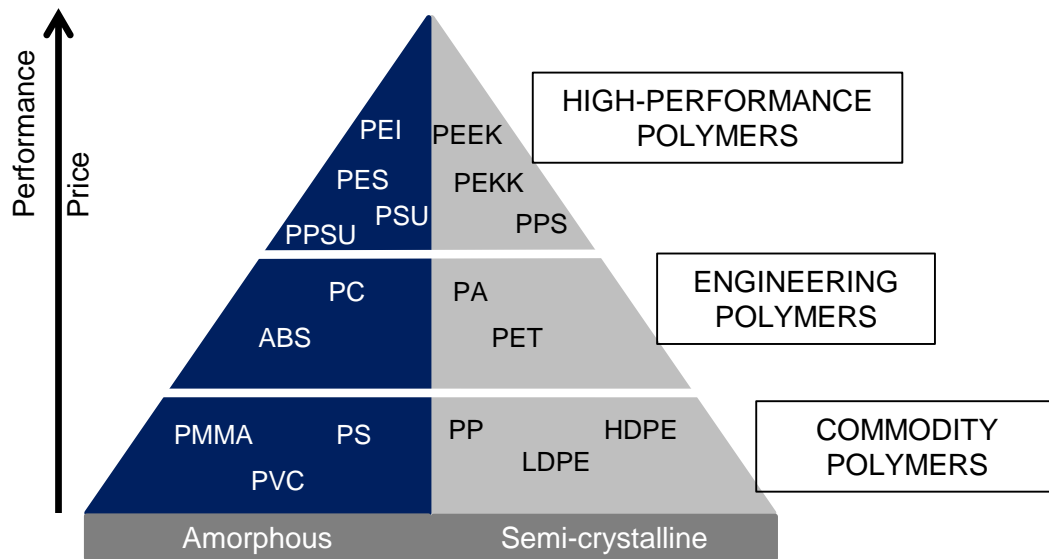 Performance
Price
PEI
PEEK
PES
PEKK
PSU
PPS
PPSU
HIGH-PERFORMANCE
POLYMERS
PC
PA
ABS
PET
ENGINEERING
POLYMERS
PMMA
PS
PP
HDPE
LDPE
PVC
COMMODITY
POLYMERS
Amorphous
Semi-crystalline